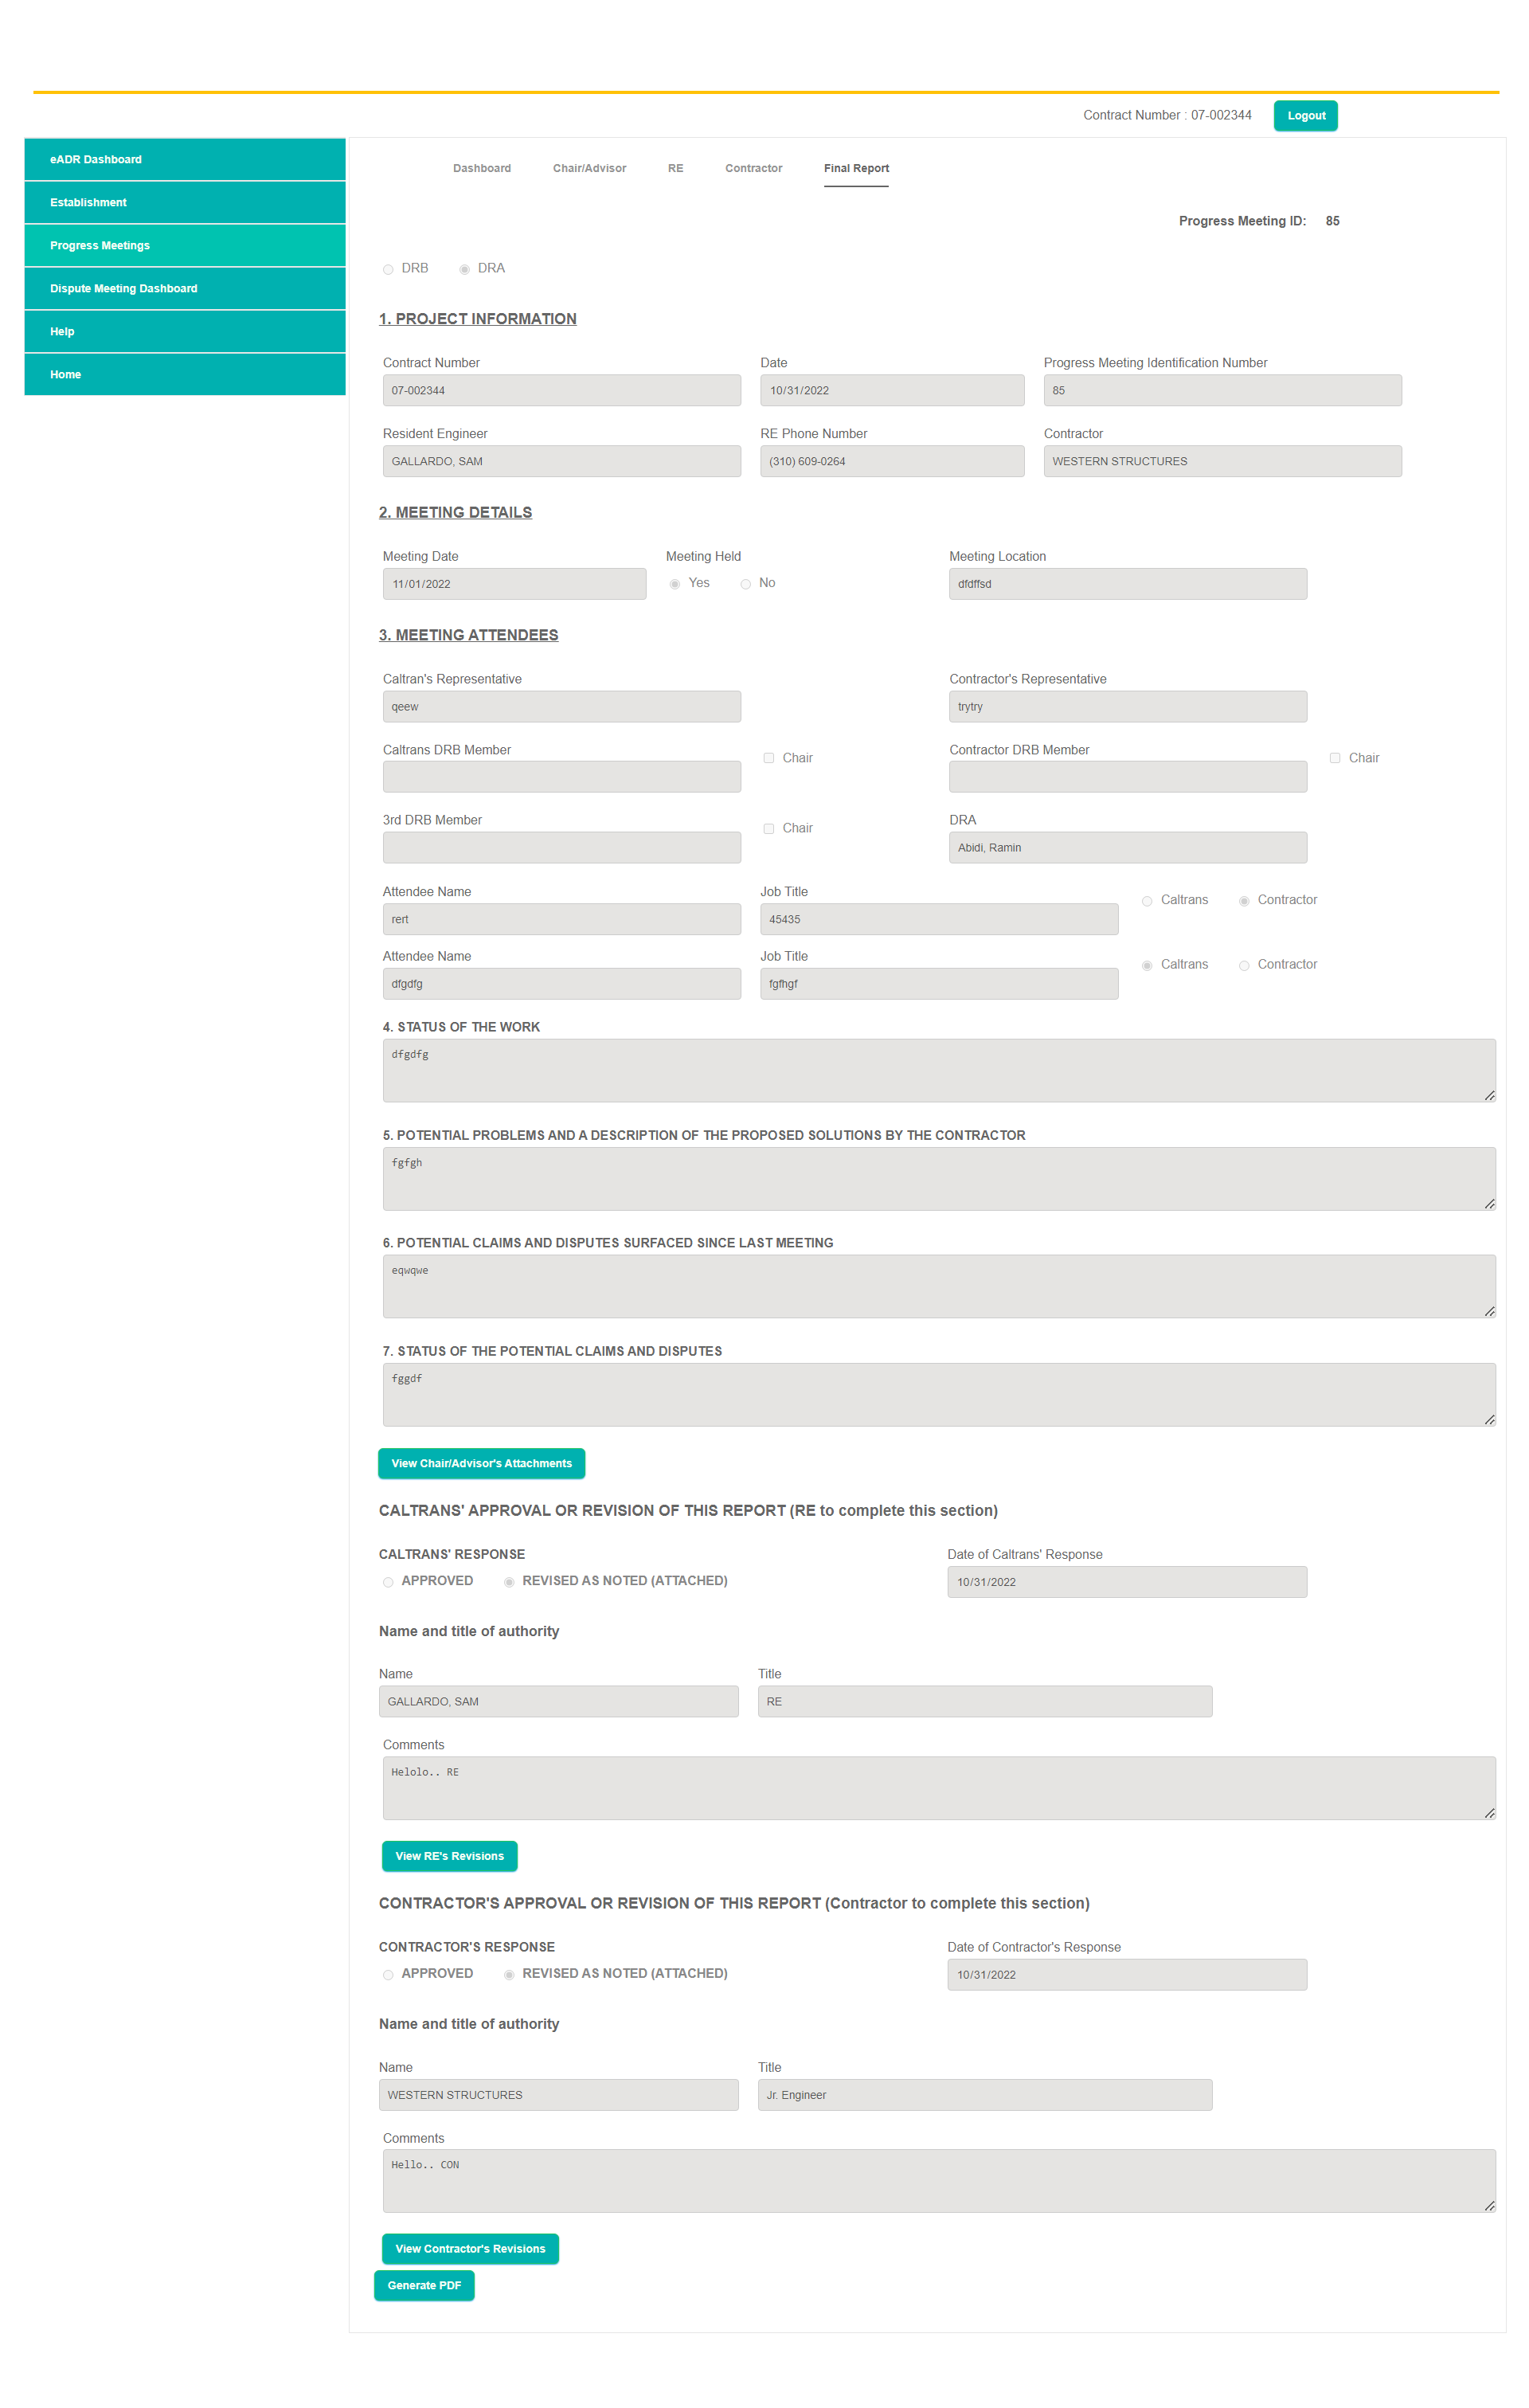 Contract Number : 07-002344 Logout
eADR Dashboard
Establishment
Progress Meetings
Dispute Meeting Dashboard
Help
Home
Dashboard Chair/Advisor RE Contractor Final Report
Progress Meeting ID: 85
DRB DRA
1. PROJECT INFORMATION
Contract Number Date Progress Meeting Identification Number
07-002344 10/31/2022 85
Resident Engineer RE Phone Number Contractor
GALLARDO, SAM (310) 609-0264 WESTERN STRUCTURES
2. MEETING DETAILS
Meeting Date Meeting Held Meeting Location
11/01/2022 Yes No dfdffsd
3. MEETING ATTENDEES
Caltran's Representative Contractor's Representative
qeew trytry
Caltrans DRB Member Chair Contractor DRB Member Chair
3rd DRB Member Chair DRA
Abidi, Ramin
Attendee Name Job Title Caltrans Contractor
rert 45435
Attendee Name Job Title Caltrans Contractor
dfgdfg fgfhgf
4. STATUS OF THE WORK
dfgdfg
5. POTENTIAL PROBLEMS AND A DESCRIPTION OF THE PROPOSED SOLUTIONS BY THE CONTRACTOR
fgfgh
6. POTENTIAL CLAIMS AND DISPUTES SURFACED SINCE LAST MEETING
eqwqwe
7. STATUS OF THE POTENTIAL CLAIMS AND DISPUTES
fggdf
View Chair/Advisor's Attachments
CALTRANS' APPROVAL OR REVISION OF THIS REPORT (RE to complete this section)
CALTRANS' RESPONSE Date of Caltrans' Response
APPROVED REVISED AS NOTED (ATTACHED) 10/31/2022
Name and title of authority
Name Title
GALLARDO, SAM RE
Comments
Helolo.. RE
View RE's Revisions
CONTRACTOR'S APPROVAL OR REVISION OF THIS REPORT (Contractor to complete this section)
CONTRACTOR'S RESPONSE Date of Contractor's Response
APPROVED REVISED AS NOTED (ATTACHED) 10/31/2022
Name and title of authority
Name Title
WESTERN STRUCTURES Jr. Engineer
Comments
Hello.. CON
View Contractor's Revisions
Generate PDF